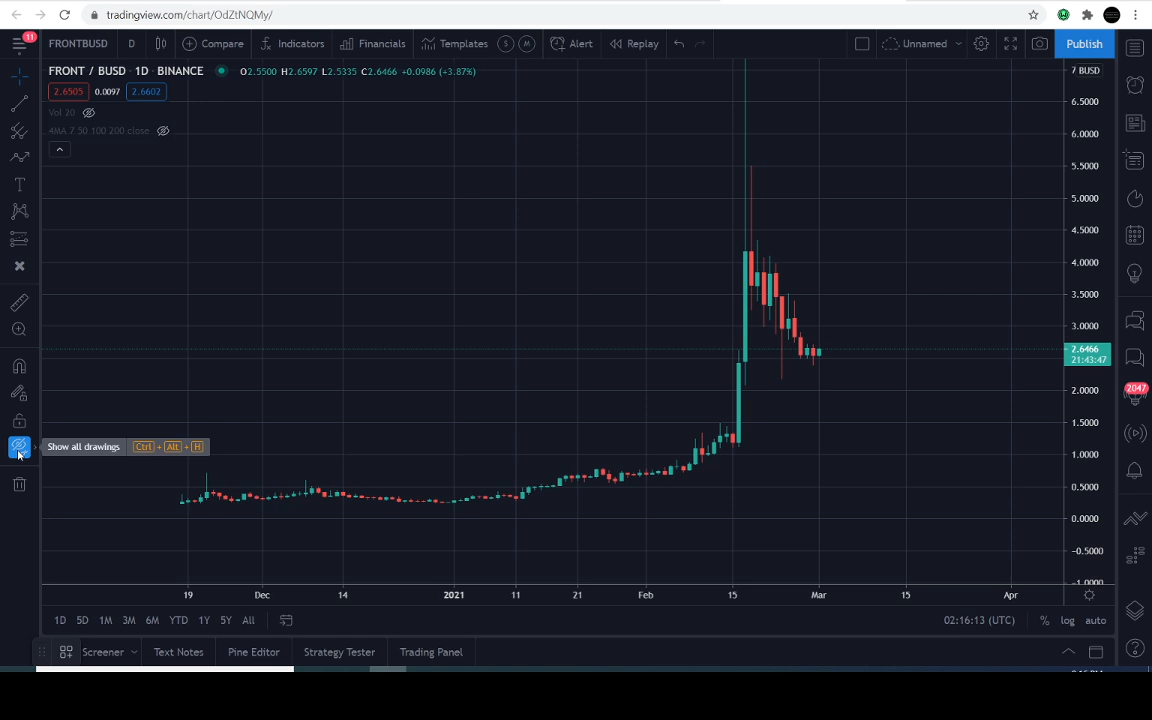 tradingview.com/chart/OdZtNQMy/
11
FRONTBUSD D Compare Indicators Financials Templates S M Alert Replay Unnamed Publish
FRONT / BUSD · 1D · BINANCE O2.5500 H2.6597 L2.5335 C2.6466 +0.0986 (+3.87%)
2.6505 0.0097 2.6602
Vol 20
4MA 7 50 100 200 close
7 BUSD
6.5000
6.0000
5.5000
5.0000
4.5000
4.0000
3.5000
3.0000
2.6466
21:43:47
2.0000
1.5000
1.0000
0.5000
0.0000
−0.5000
−1.0000
2047
Show all drawings Ctrl + Alt + H
19 Dec 14 2021 11 21 Feb 15 Mar 15 Apr
1D 5D 1M 3M 6M YTD 1Y 5Y All 02:16:13 (UTC) % log auto
Screener Text Notes Pine Editor Strategy Tester Trading Panel